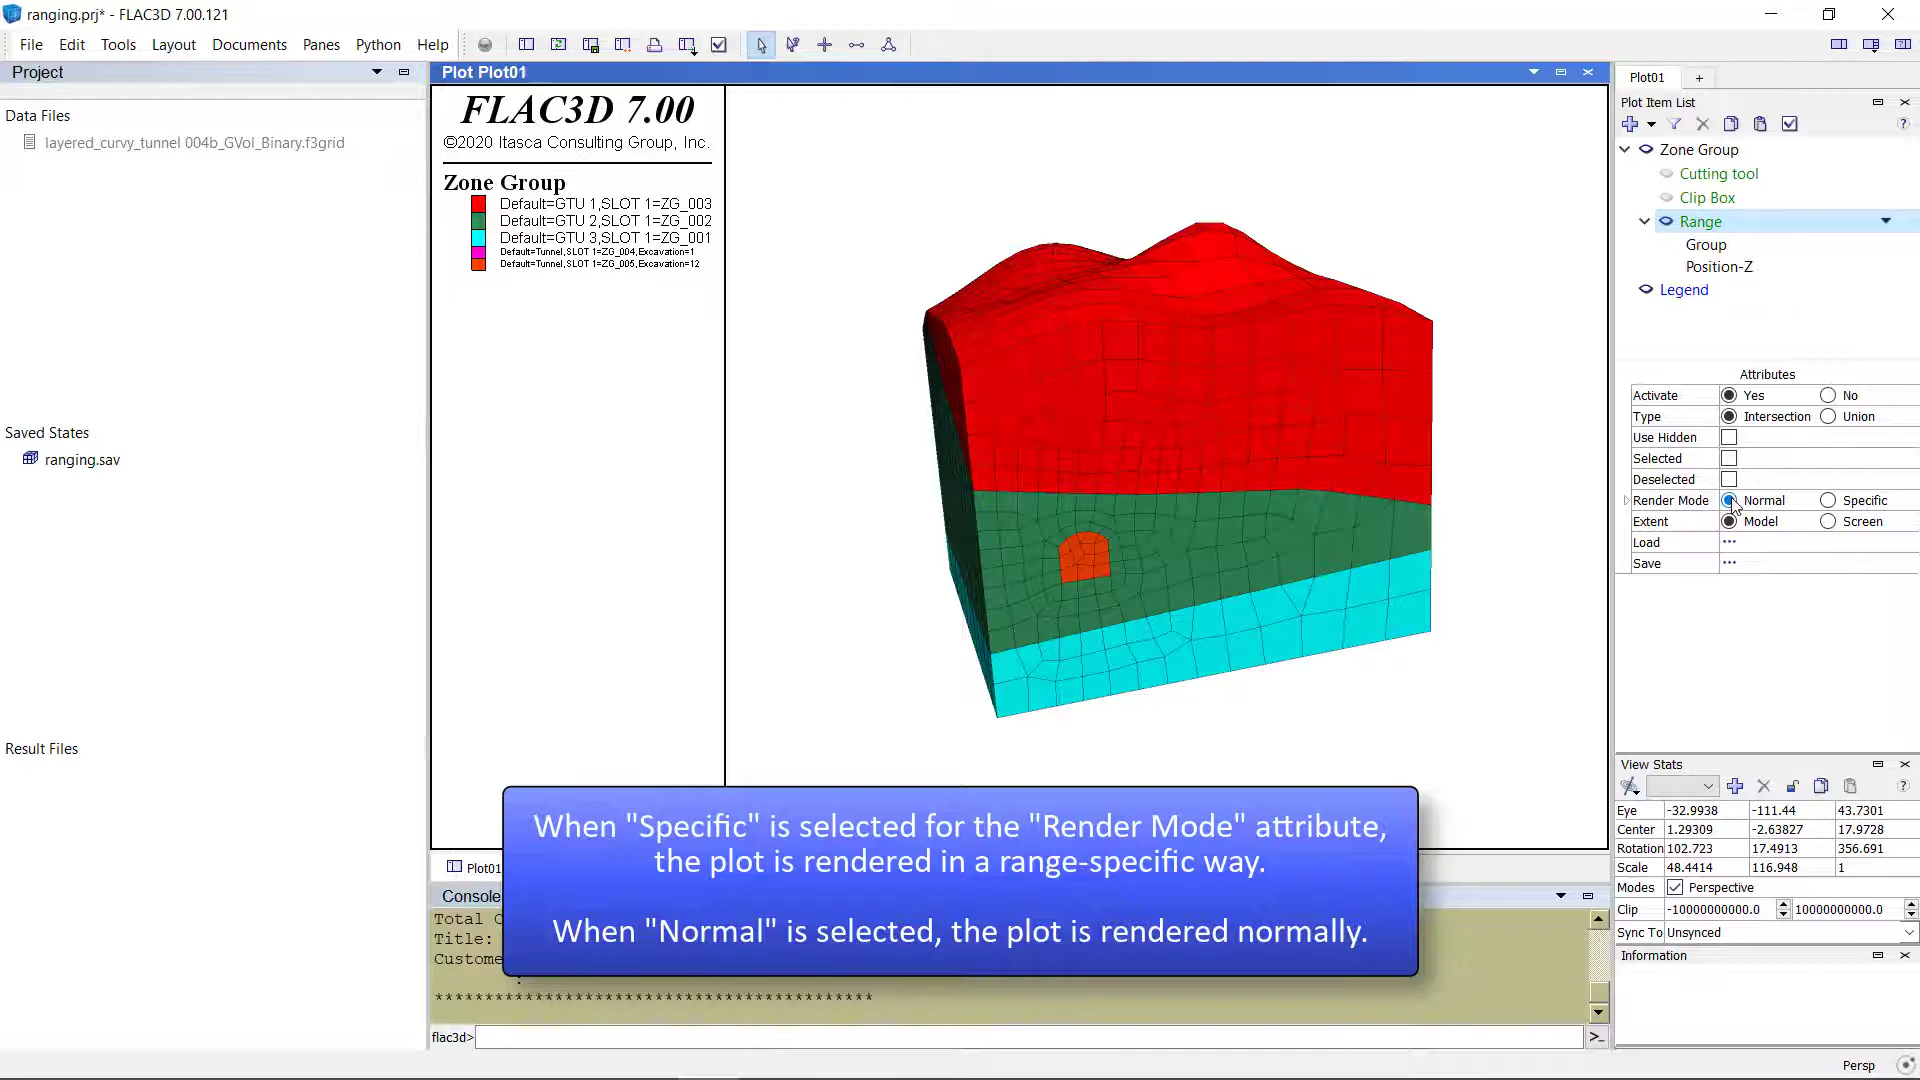 ranging.prj* - FLAC3D 7.00.121
File Edit Tools Layout Documents Panes Python Help
Project
Data Files
layered_curvy_tunnel 004b_GVol_Binary.f3grid
Saved States
ranging.sav
Result Files
Plot Plot01
FLAC3D 7.00
©2020 Itasca Consulting Group, Inc.
Zone Group
Default=GTU 1,SLOT 1=ZG_003
Default=GTU 2,SLOT 1=ZG_002
Default=GTU 3,SLOT 1=ZG_001
Default=Tunnel,SLOT 1=ZG_004,Excavation=1
Default=Tunnel,SLOT 1=ZG_005,Excavation=12
When "Specific" is selected for the "Render Mode" attribute,
the plot is rendered in a range-specific way.
When "Normal" is selected, the plot is rendered normally.
Plot01
Console
Total C
Title:
Custome
:
*******************************************
flac3d>
>_
Plot01 +
Plot Item List
?
Zone Group
Cutting tool
Clip Box
Range
Group
Position-Z
Legend
Attributes
Activate Yes No
Type Intersection Union
Use Hidden
Selected
Deselected
Render Mode Normal Specific
Extent Model Screen
Load ...
Save ...
View Stats
?
Eye -32.9938 -111.44 43.7301
Center 1.29309 -2.63827 17.9728
Rotation 102.723 17.4913 356.691
Scale 48.4414 116.948 1
Modes Perspective
Clip -10000000000.0 10000000000.0
Sync To Unsynced
Information
Persp